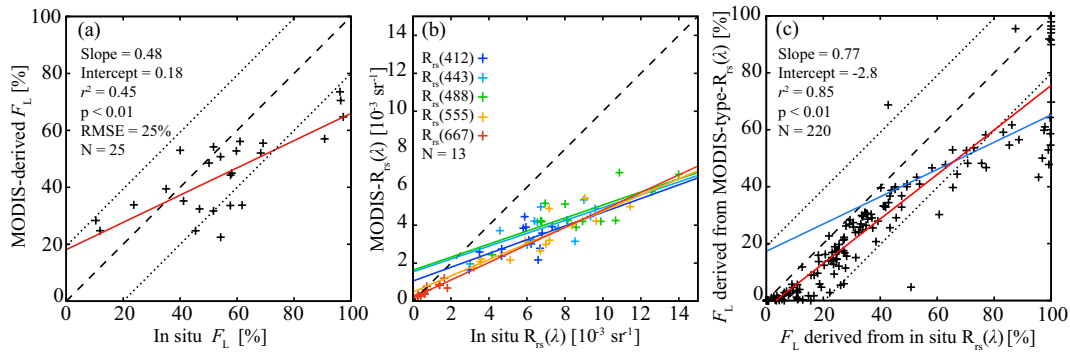 (a)
Slope = 0.48
Intercept = 0.18
r² = 0.45
p < 0.01
RMSE = 25%
N = 25
MODIS-derived F_L [%]
100
80
60
40
20
0
0 20 40 60 80 100
In situ F_L [%]
(b)
R_rs(412)
R_rs(443)
R_rs(488)
R_rs(555)
R_rs(667)
N = 13
MODIS-R_rs(λ) [10⁻³ sr⁻¹]
14
12
10
8
6
4
2
0
0 2 4 6 8 10 12 14
In situ R_rs(λ) [10⁻³ sr⁻¹]
(c)
Slope = 0.77
Intercept = -2.8
r² = 0.85
p < 0.01
N = 220
F_L derived from MODIS-type-R_rs(λ) [%]
100
80
60
40
20
0
0 20 40 60 80 100
F_L derived from in situ R_rs(λ) [%]